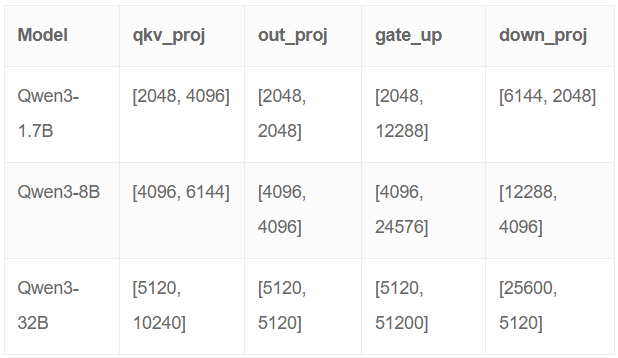 Model qkv_proj out_proj gate_up down_proj
Qwen3-
1.7B [2048, 4096] [2048,
2048] [2048,
12288] [6144, 2048]
Qwen3-8B [4096, 6144] [4096,
4096] [4096,
24576] [12288,
4096]
Qwen3-
32B [5120,
10240] [5120,
5120] [5120,
51200] [25600,
5120]